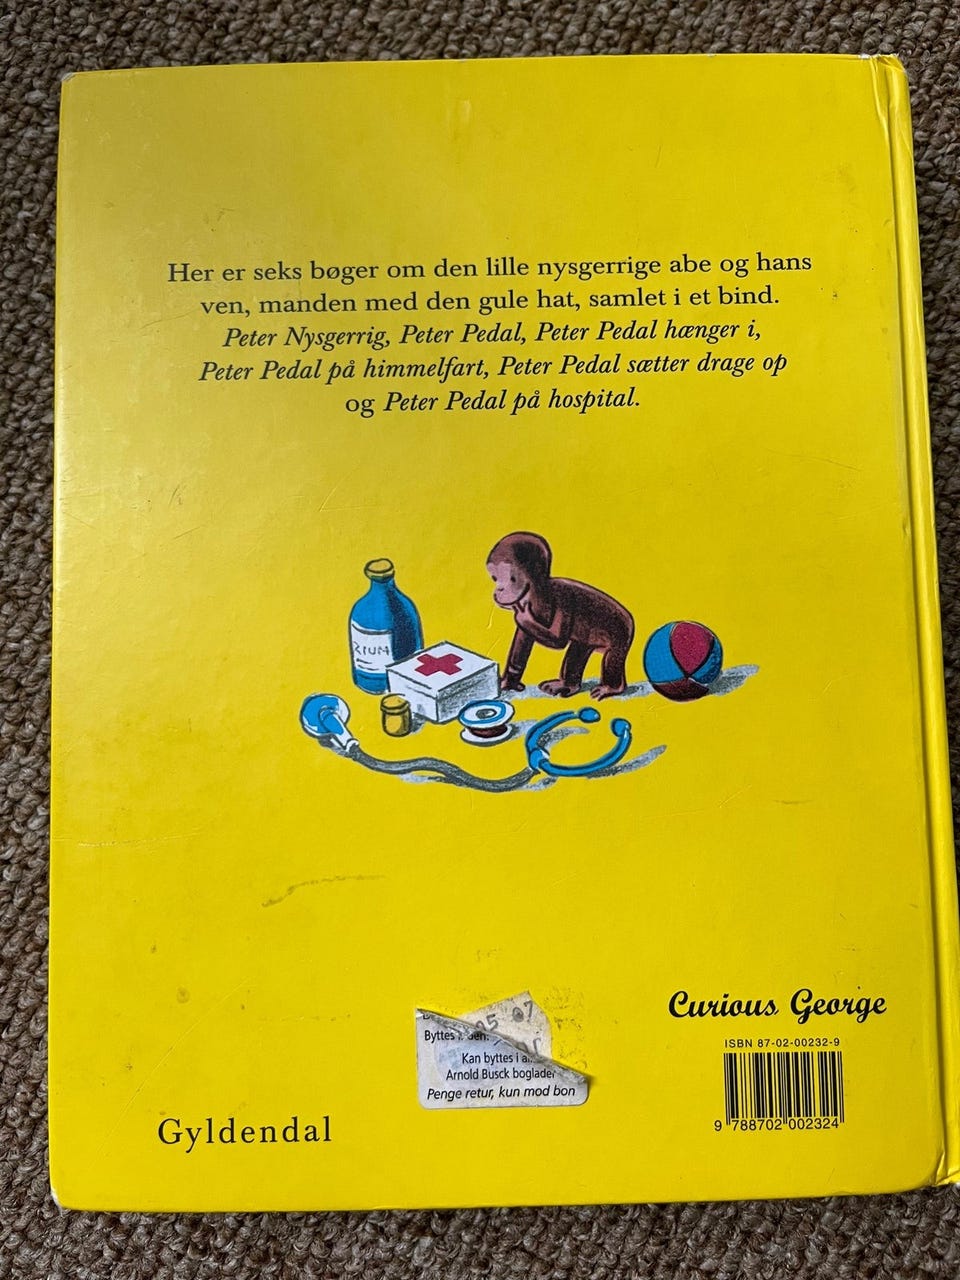 Her er seks bøger om den lille nysgerrige abe og hans
ven, manden med den gule hat, samlet i et bind.
Peter Nysgerrig, Peter Pedal, Peter Pedal hænger i,
Peter Pedal på himmelfart, Peter Pedal sætter drage op
og Peter Pedal på hospital.
RIUM
Curious George
ISBN 87-02-00232-9
9 788702 002324
07
Byttes
Kan byttes i
Arnold Busck
Penge retur, kun mod bon
Gyldendal